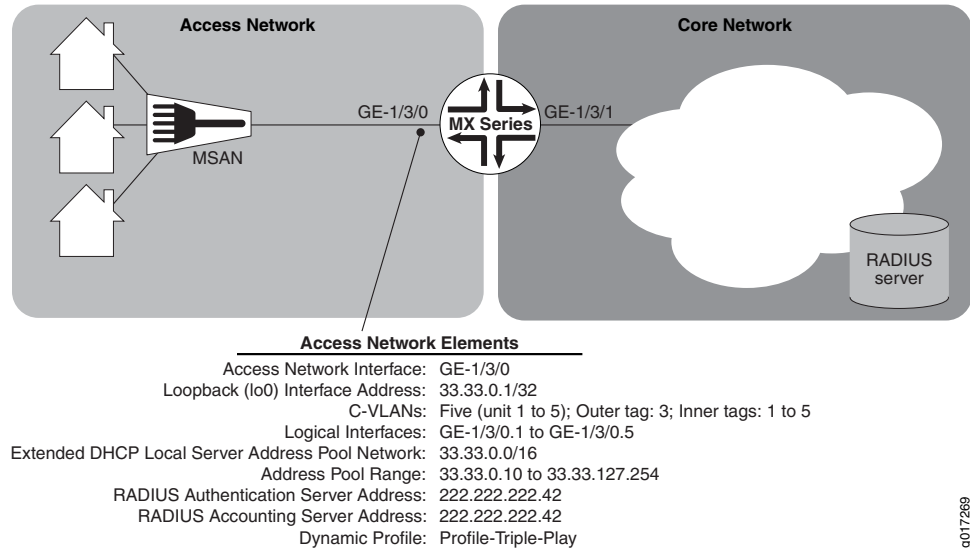 Access Network
Core Network
GE-1/3/0
MX Series
GE-1/3/1
MSAN
RADIUS
server
Access Network Elements
Access Network Interface: GE-1/3/0
Loopback (lo0) Interface Address: 33.33.0.1/32
C-VLANs: Five (unit 1 to 5); Outer tag: 3; Inner tags: 1 to 5
Logical Interfaces: GE-1/3/0.1 to GE-1/3/0.5
Extended DHCP Local Server Address Pool Network: 33.33.0.0/16
Address Pool Range: 33.33.0.10 to 33.33.127.254
RADIUS Authentication Server Address: 222.222.222.42
RADIUS Accounting Server Address: 222.222.222.42
Dynamic Profile: Profile-Triple-Play
g017269